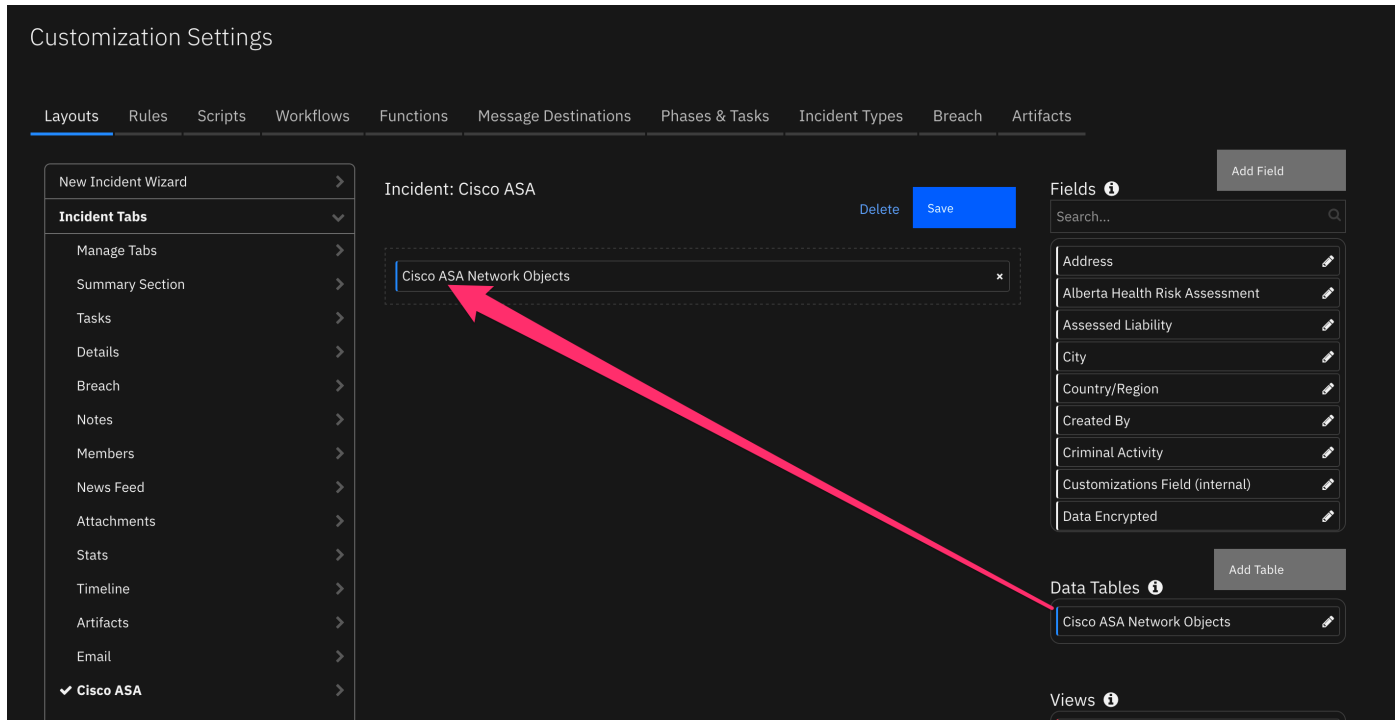 Customization Settings
Layouts Rules Scripts Workflows Functions Message Destinations Phases & Tasks Incident Types Breach Artifacts
New Incident Wizard
Incident Tabs
Manage Tabs
Summary Section
Tasks
Details
Breach
Notes
Members
News Feed
Attachments
Stats
Timeline
Artifacts
Email
Cisco ASA
Incident: Cisco ASA
Delete Save
Cisco ASA Network Objects
Add Field
Fields
Search...
Address
Alberta Health Risk Assessment
Assessed Liability
City
Country/Region
Created By
Criminal Activity
Customizations Field (internal)
Data Encrypted
Add Table
Data Tables
Cisco ASA Network Objects
Views